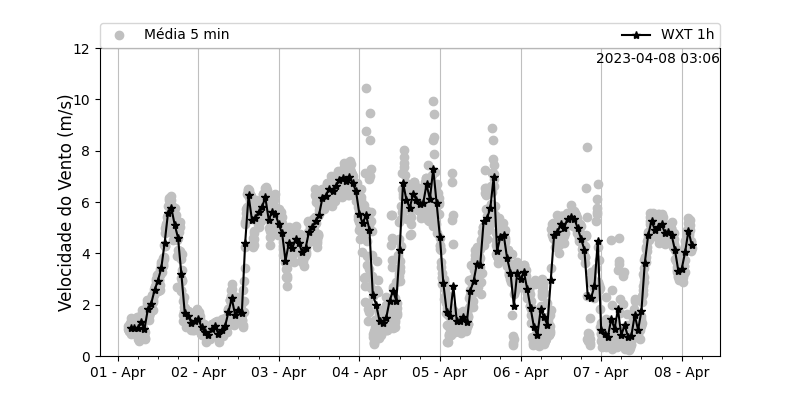 Média 5 min
WXT 1h
2023-04-08 03:06
Velocidade do Vento (m/s)
12
10
8
6
4
2
0
01 - Apr
02 - Apr
03 - Apr
04 - Apr
05 - Apr
06 - Apr
07 - Apr
08 - Apr